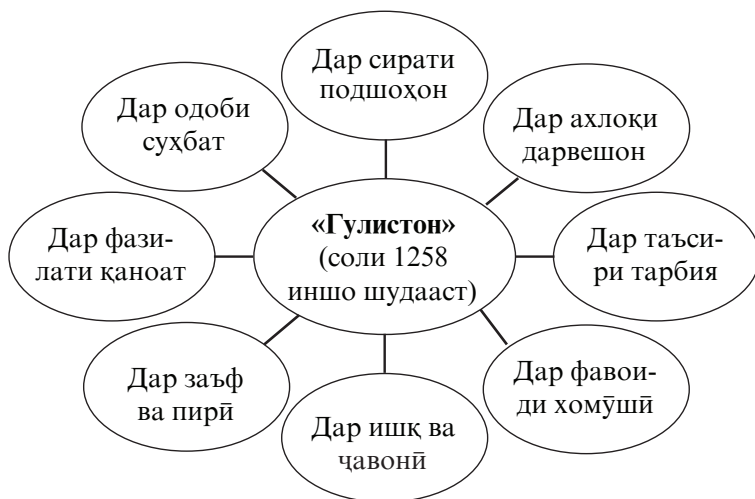 Дар сирати
подшоҳон
Дар одоби
суҳбат
Дар ахлоқи
дарвешон
«Гулистон»
(соли 1258
иншо шудааст)
Дар фази-
лати қаноат
Дар таъси-
ри тарбия
Дар заъф
ва пирӣ
Дар фавои-
ди хомӯшӣ
Дар ишқ ва
ҷавонӣ